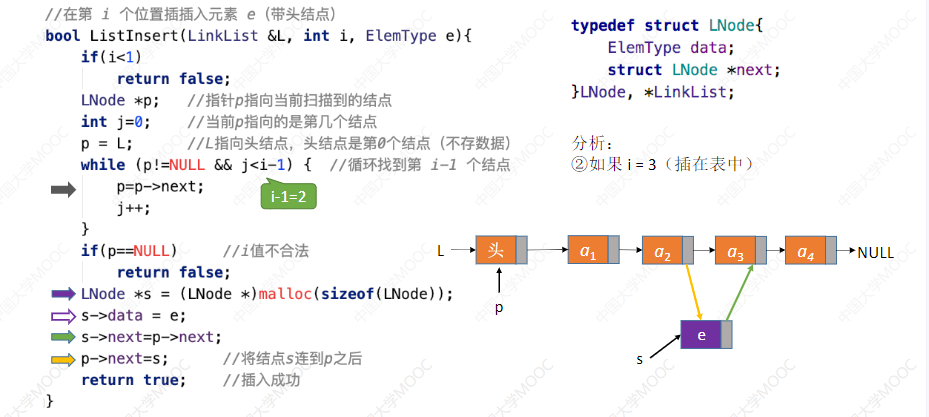 //在第 i 个位置插插入元素 e（带头结点）
bool ListInsert(LinkList &L, int i, ElemType e){
if(i<1)
return false;
LNode *p; //指针p指向当前扫描到的结点
int j=0; //当前p指向的是第几个结点
p = L; //L指向头结点，头结点是第0个结点（不存数据）
while (p!=NULL && j<i-1) { //循环找到第 i-1 个结点
p=p->next;
i-1=2
j++;
}
if(p==NULL) //i值不合法
return false;
LNode *s = (LNode *)malloc(sizeof(LNode));
s->data = e;
s->next=p->next;
p->next=s; //将结点s连到p之后
return true; //插入成功
}
typedef struct LNode{
ElemType data;
struct LNode *next;
}LNode, *LinkList;
分析：
②如果 i = 3（插在表中）
L 头 a1 a2 a3 a4 NULL
p
e
s
中国大学MOOC